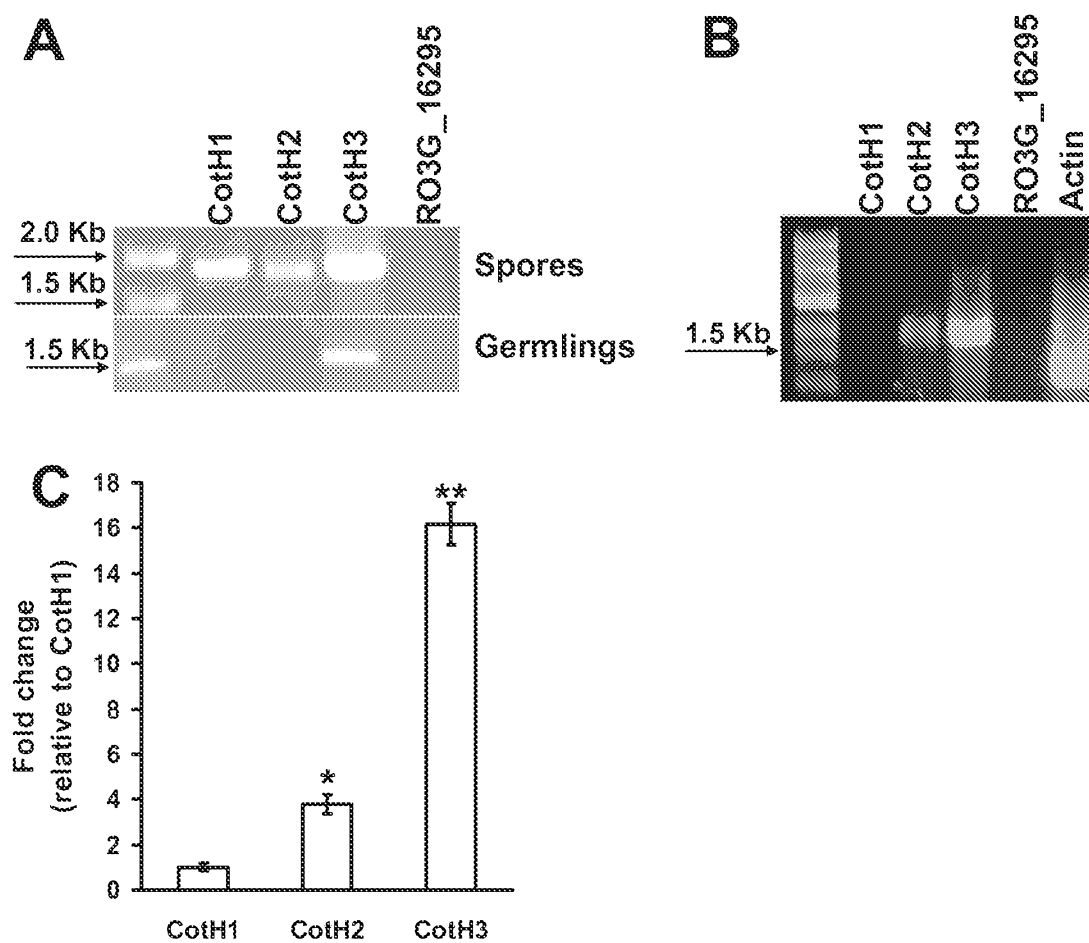 A
CotH1
CotH2
CotH3
RO3G_16295
2.0 Kb
1.5 Kb
Spores
1.5 Kb
Germlings
B
CotH1
CotH2
CotH3
RO3G_16295
Actin
1.5 Kb
C
Fold change
(relative to CotH1)
18
16
14
12
10
8
6
4
2
0
*
**
CotH1
CotH2
CotH3